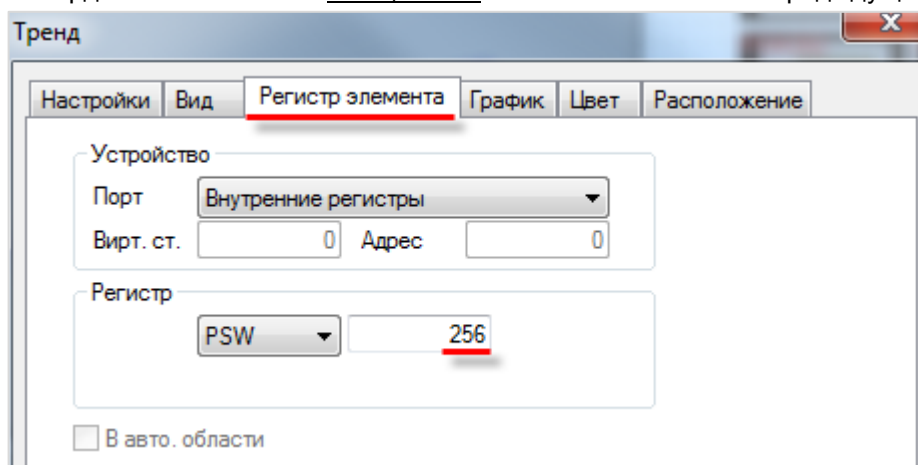 Тренд
Настройки Вид Регистр элемента График Цвет Расположение
Устройство
Порт Внутренние регистры
Вирт. ст. 0 Адрес 0
Регистр
PSW 256
В авто. области